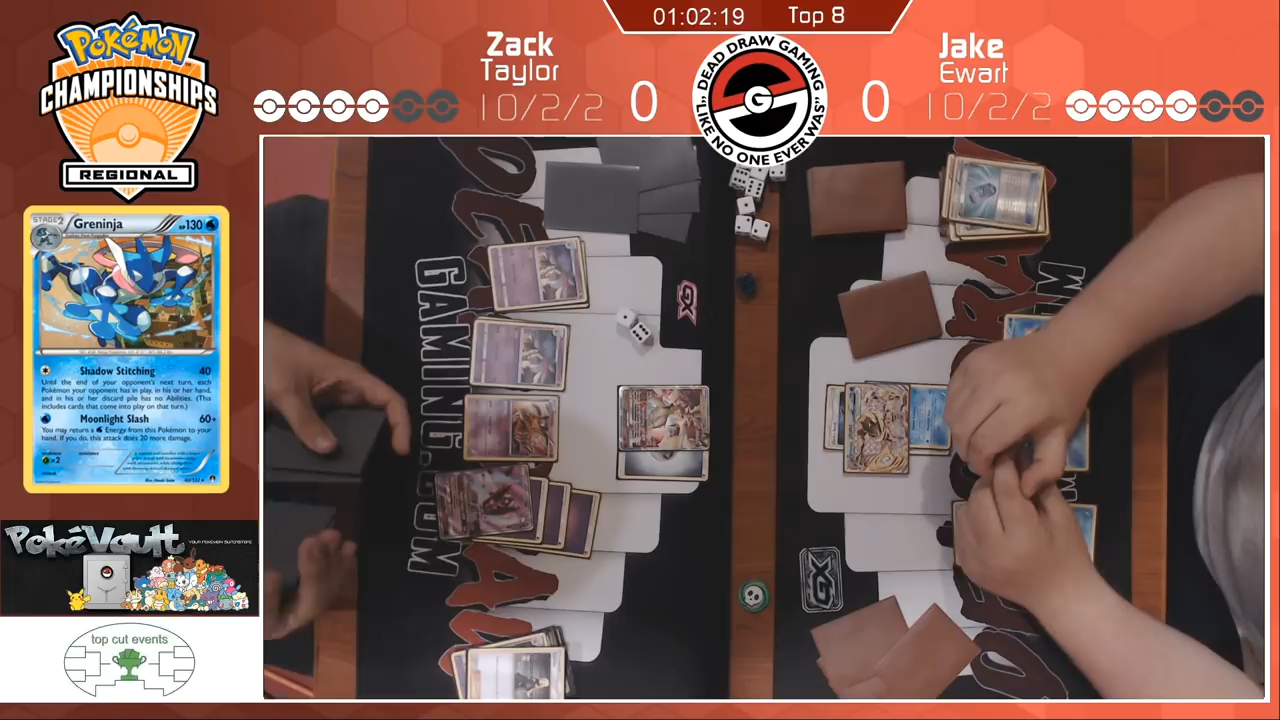 01:02:19 Top 8
Pokémon
CHAMPIONSHIPS
REGIONAL
Zack
Taylor
10/2/2
0
DEAD DRAW GAMING
"LIKE NO ONE EVER WAS"
G
0
Jake
Ewart
10/2/2
STAGE 2
Greninja
HP130
Shadow Stitching 40
Until the end of your opponent's next turn, each
Pokémon your opponent has in play, in his or her hand,
and in his or her discard pile has no Abilities. (This
includes cards that come into play on that turn.)
Moonlight Slash 60+
You may return a Energy from this Pokémon to your
hand. If you do, this attack does 20 more damage.
weakness
×2
resistance
PokéVault
top cut events
GAMING.COM
GX
GX